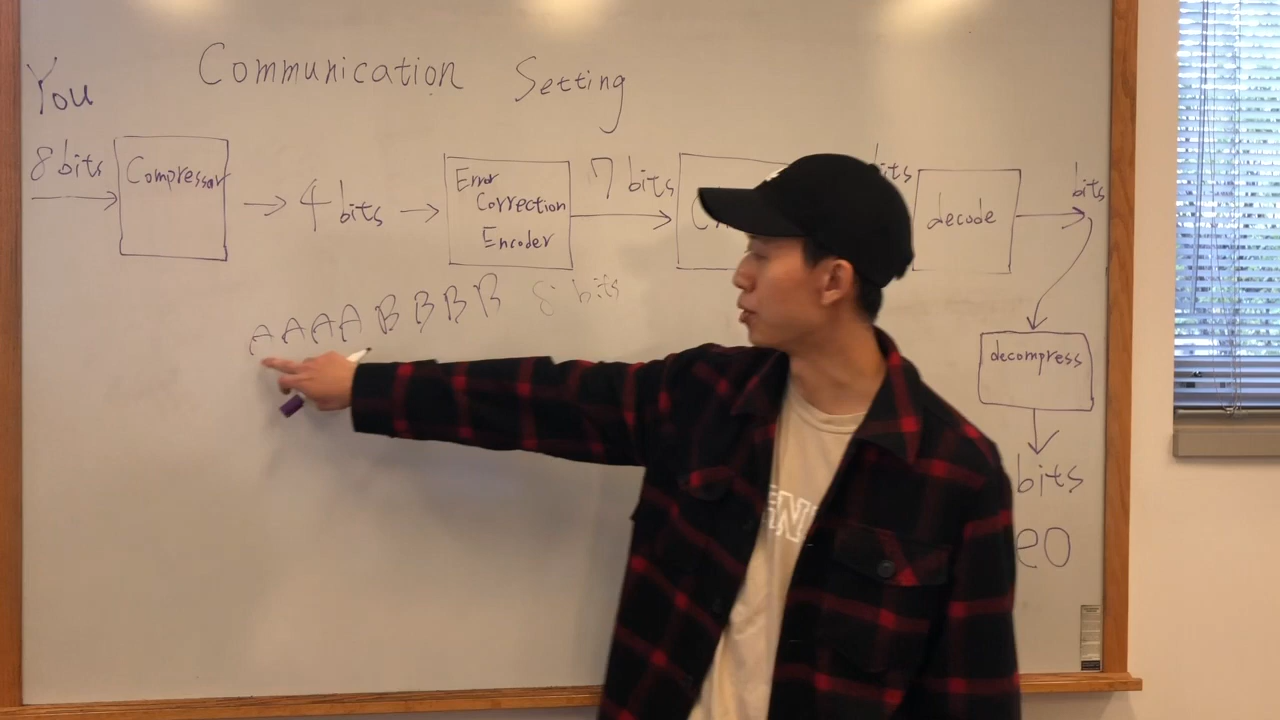 You
Communication Setting
8 bits
Compressor
4 bits
Error
Correction
Encoder
7 bits
decode
bits
AAAABBBB 8 bits
decompress
bits